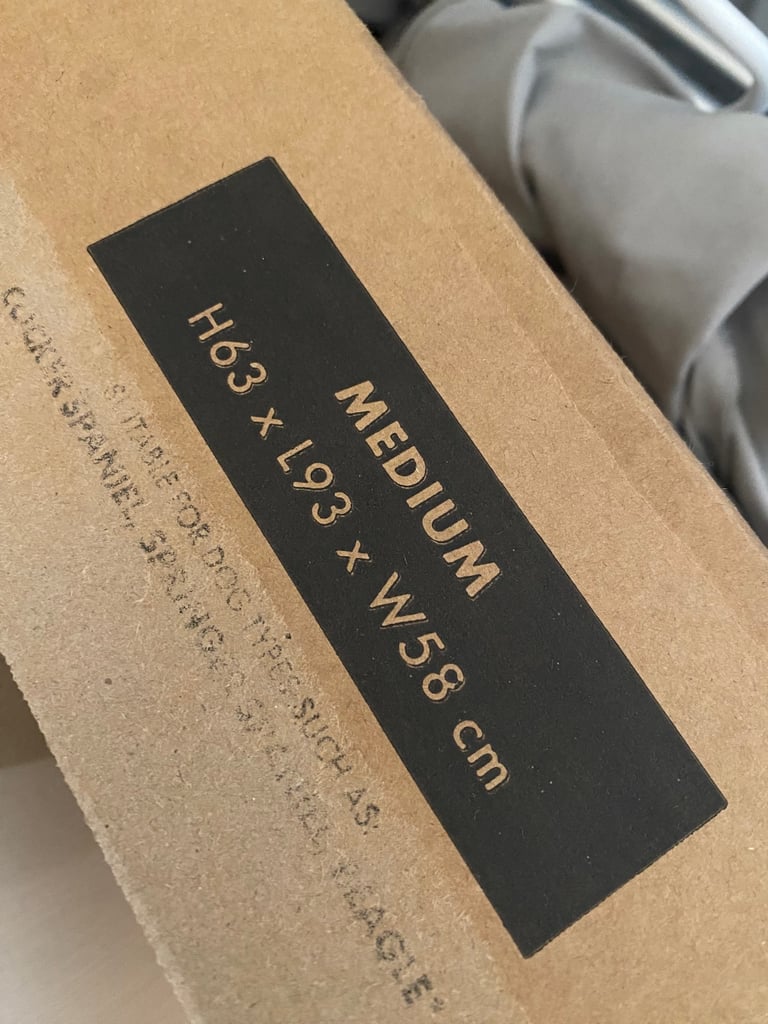 MEDIUM
H63 x L93 x W58 cm
SUITABLE FOR DOG TYPES SUCH AS:
COCKER SPANIEL, SPRINGER SPANIEL, BEAGLE*